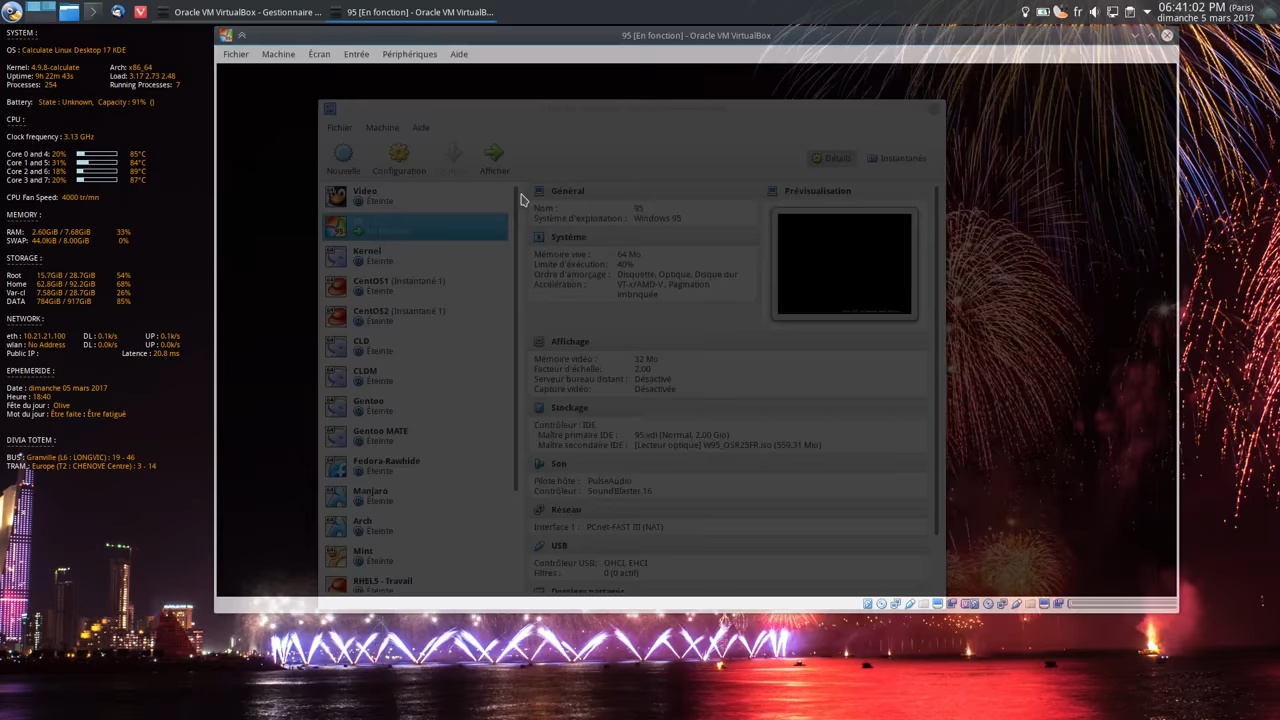 Oracle VM VirtualBox - Gestionnaire ...
95 [En fonction] - Oracle VM VirtualB...
fr
06:41:02 PM (Paris)
dimanche 5 mars 2017
SYSTEM :
OS : Calculate Linux Desktop 17 KDE
Kernel: 4.9.8-calculate Arch: x86_64
Uptime: 9h 22m 43s Load: 3.17 2.73 2.48
Processes: 254 Running Processes: 7
Battery: State : Unknown, Capacity : 91% ()
CPU :
Clock frequency : 3.13 GHz
Core 0 and 4: 20% 85°C
Core 1 and 5: 31% 84°C
Core 2 and 6: 18% 89°C
Core 3 and 7: 20% 87°C
CPU Fan Speed: 4000 tr/mn
MEMORY :
RAM: 2.60GiB / 7.68GiB 33%
SWAP: 44.0KiB / 8.00GiB 0%
STORAGE :
Root 15.7GiB / 28.7GiB 54%
Home 62.8GiB / 92.2GiB 68%
Var-cl 7.58GiB / 28.7GiB 26%
DATA 784GiB / 917GiB 85%
NETWORK :
eth : 10.21.21.100 DL : 0.1k/s UP : 0.1k/s
wlan : No Address DL : 0.0k/s UP : 0.0k/s
Public IP : Latence : 20.8 ms
EPHEMERIDE :
Date : dimanche 05 mars 2017
Heure : 18:40
Fête du jour : Olive
Mot du jour : Être faite : Être fatigué
DIVIA TOTEM :
BUS : Granville (L6 : LONGVIC) : 19 - 46
TRAM : Europe (T2 : CHENOVE Centre) : 3 - 14
95 [En fonction] - Oracle VM VirtualBox
Fichier Machine Écran Entrée Périphériques Aide
Fichier Machine Aide
Nouvelle Configuration Afficher
Détails Instantanés
Video
Éteinte
95
Kernel
Éteinte
CentOS1 (Instantané 1)
Éteinte
CentOS2 (Instantané 1)
Éteinte
CLD
Éteinte
CLDM
Éteinte
Gentoo
Éteinte
Gentoo MATE
Éteinte
Fedora-Rawhide
Éteinte
Manjaro
Éteinte
Arch
Éteinte
Mint
Éteinte
RHEL5 - Travail
Éteinte
Général
Nom : 95
Système d'exploitation : Windows 95
Système
Mémoire vive : 64 Mo
Limite d'éxécution : 40%
Ordre d'amorçage : Disquette, Optique, Disque dur
Accélération : VT-x/AMD-V, Pagination
imbriquée
Prévisualisation
Affichage
Mémoire vidéo : 32 Mo
Facteur d'échelle : 2.00
Serveur bureau distant : Désactivé
Capture vidéo: Désactivée
Stockage
Contrôleur : IDE
Maître primaire IDE : 95.vdi (Normal, 2,00 Gio)
Maître secondaire IDE : [Lecteur optique] W95_OSR25FR.iso (559,31 Mio)
Son
Pilote hôte : PulseAudio
Contrôleur : SoundBlaster 16
Réseau
Interface 1 : PCnet-FAST III (NAT)
USB
Contrôleur USB: OHCI, EHCI
Filtres : 0 (0 actif)
Dossiers partagés